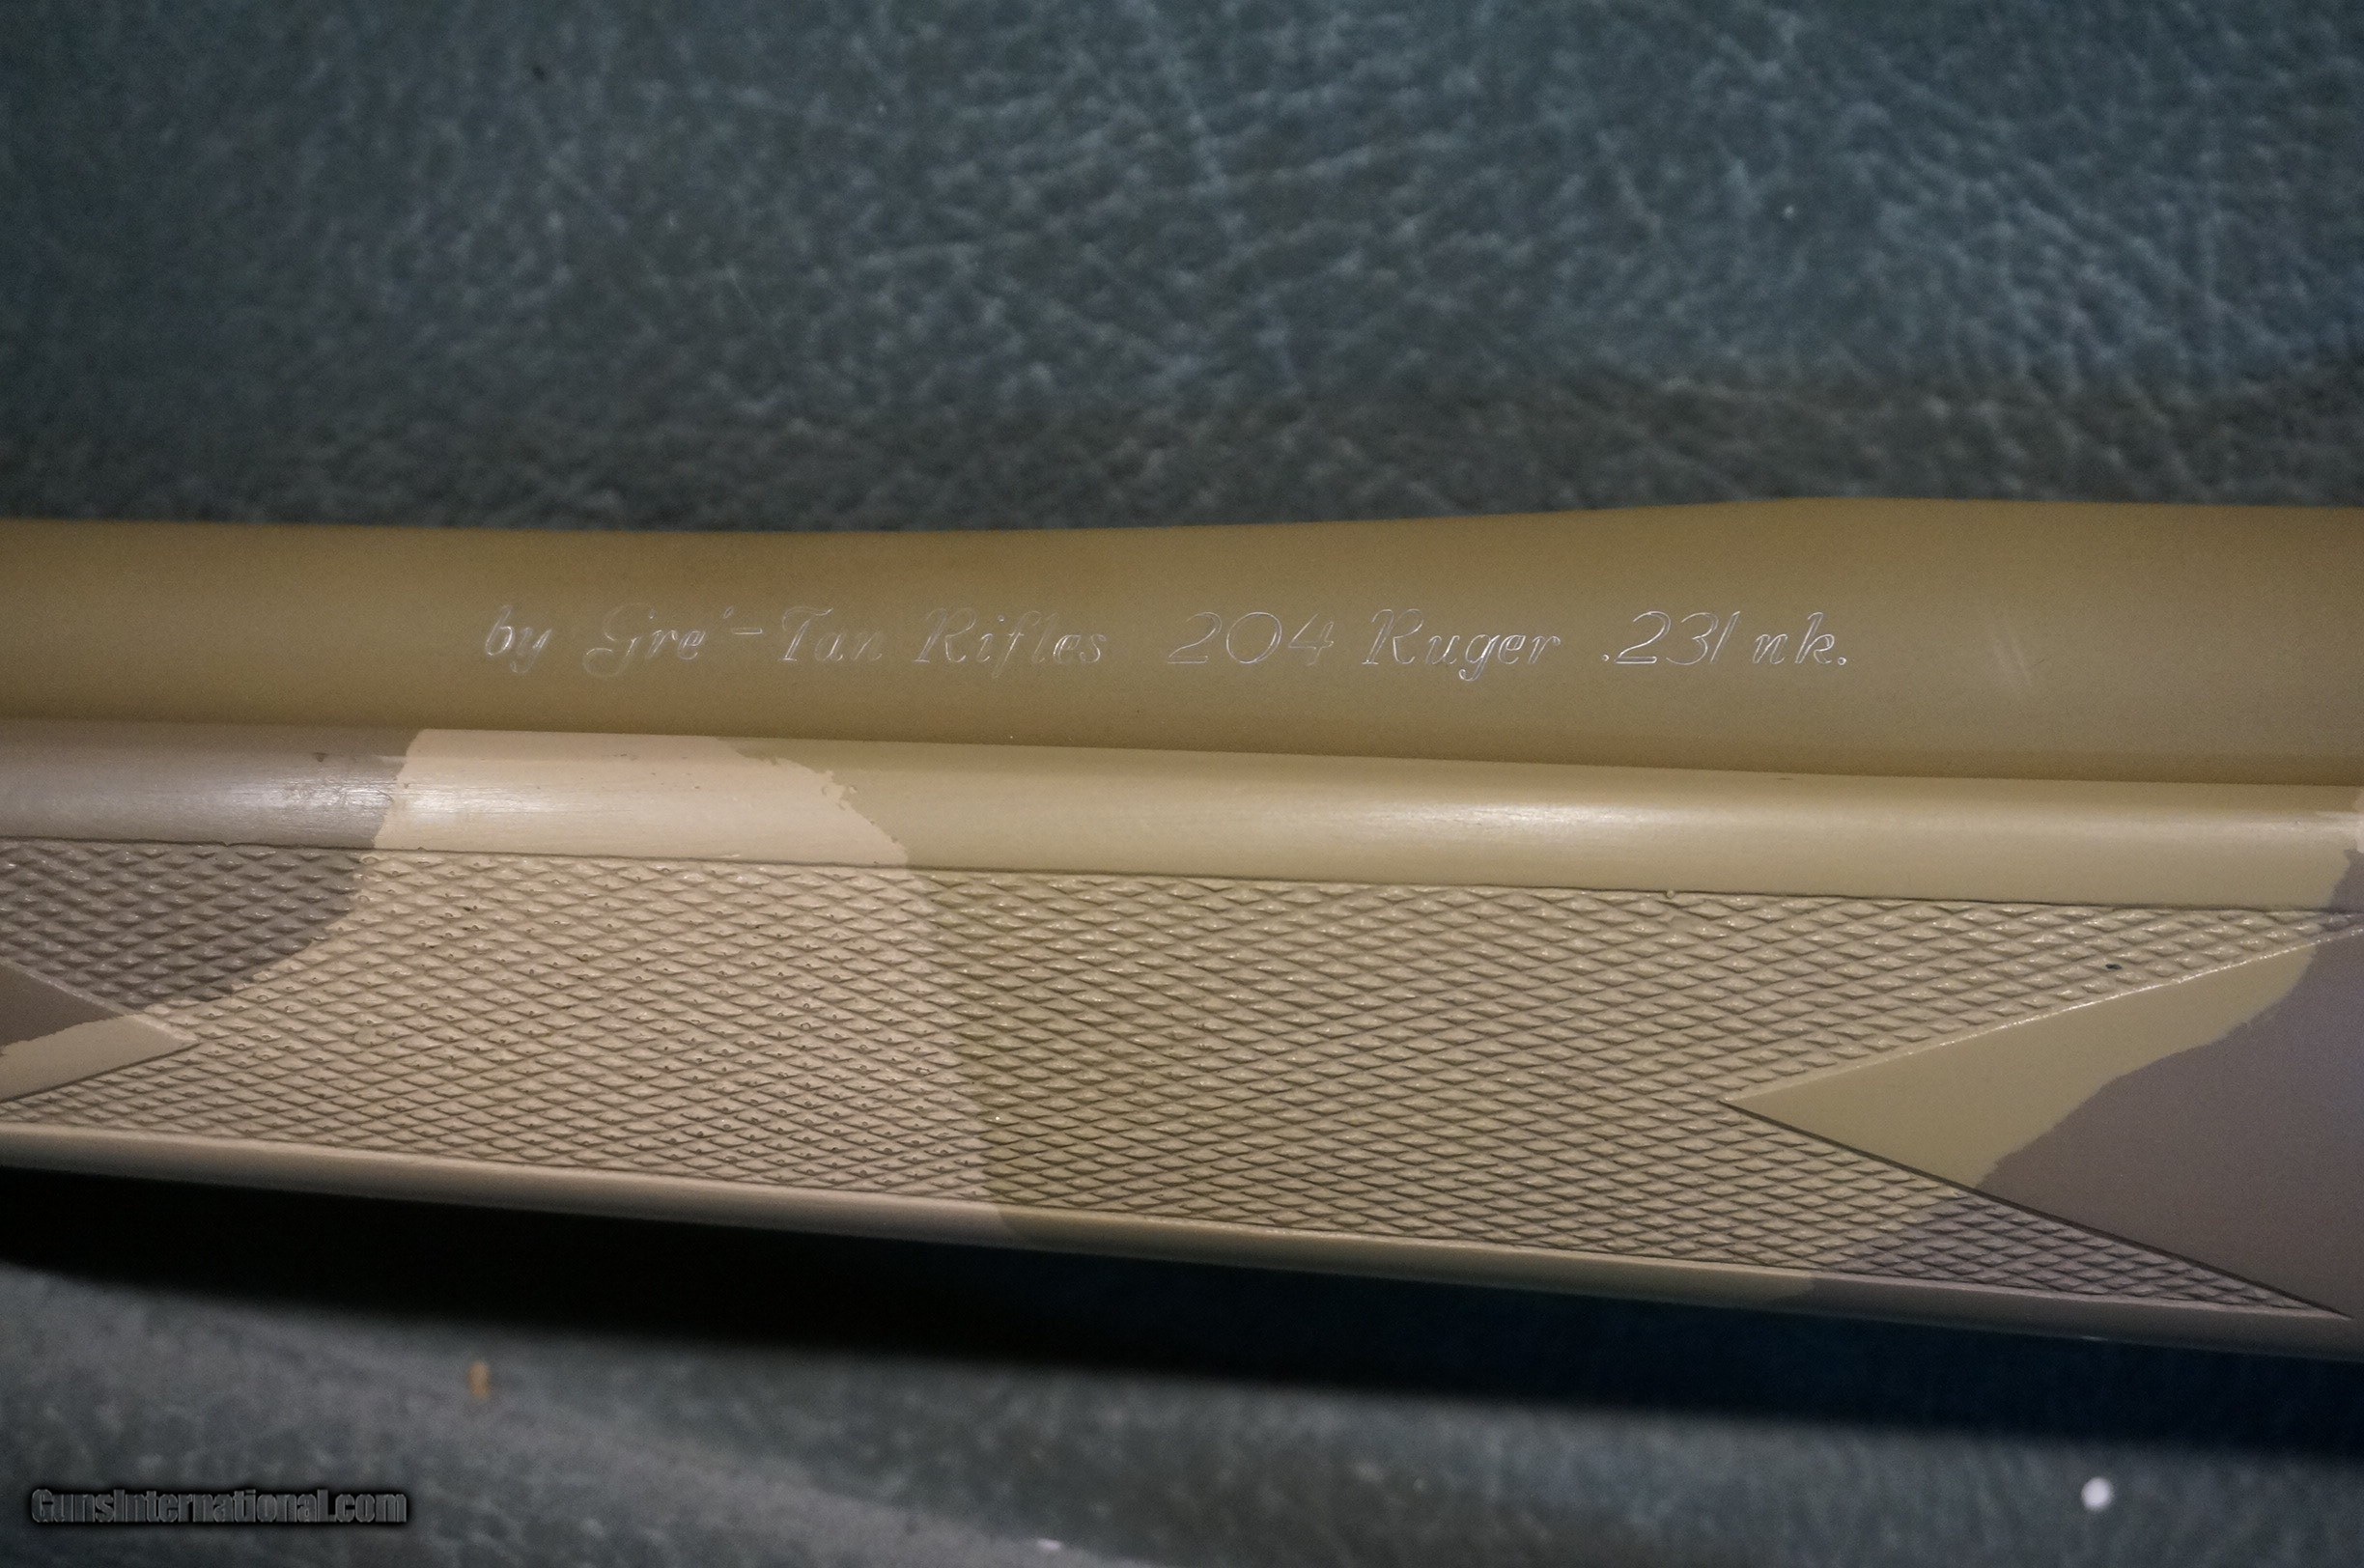 by Gre'-Tan Rifles 204 Ruger .231 nk.
GunsInternational.com